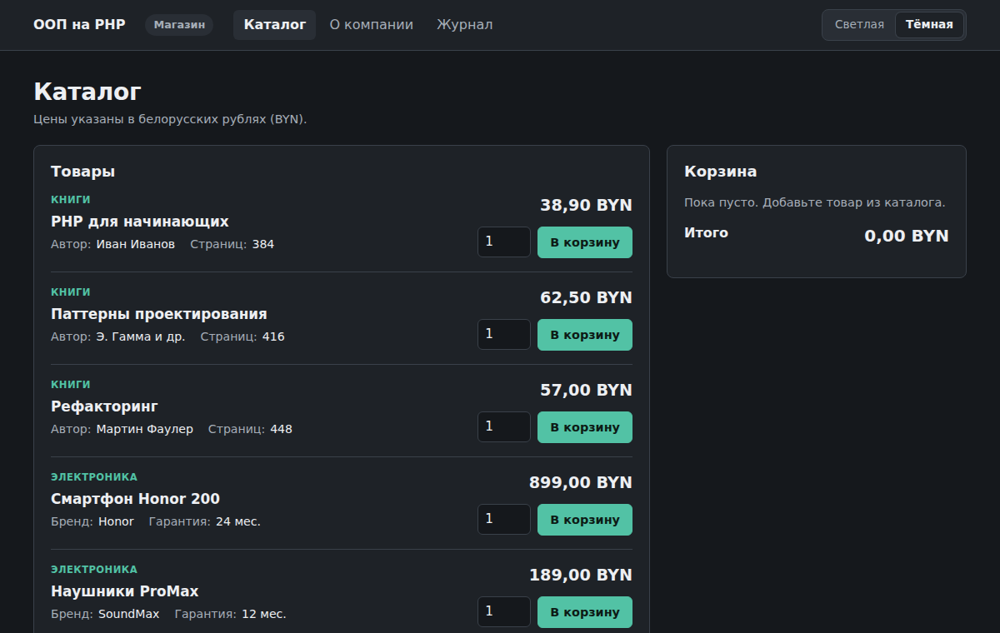 ООП на PHP Магазин Каталог О компании Журнал Светлая Тёмная
Каталог
Цены указаны в белорусских рублях (BYN).
Товары
КНИГИ
38,90 BYN
PHP для начинающих
Автор: Иван Иванов Страниц: 384
1 В корзину
КНИГИ
62,50 BYN
Паттерны проектирования
Автор: Э. Гамма и др. Страниц: 416
1 В корзину
КНИГИ
57,00 BYN
Рефакторинг
Автор: Мартин Фаулер Страниц: 448
1 В корзину
ЭЛЕКТРОНИКА
899,00 BYN
Смартфон Honor 200
Бренд: Honor Гарантия: 24 мес.
1 В корзину
ЭЛЕКТРОНИКА
189,00 BYN
Наушники ProMax
Бренд: SoundMax Гарантия: 12 мес.
1 В корзину
Корзина
Пока пусто. Добавьте товар из каталога.
Итого 0,00 BYN